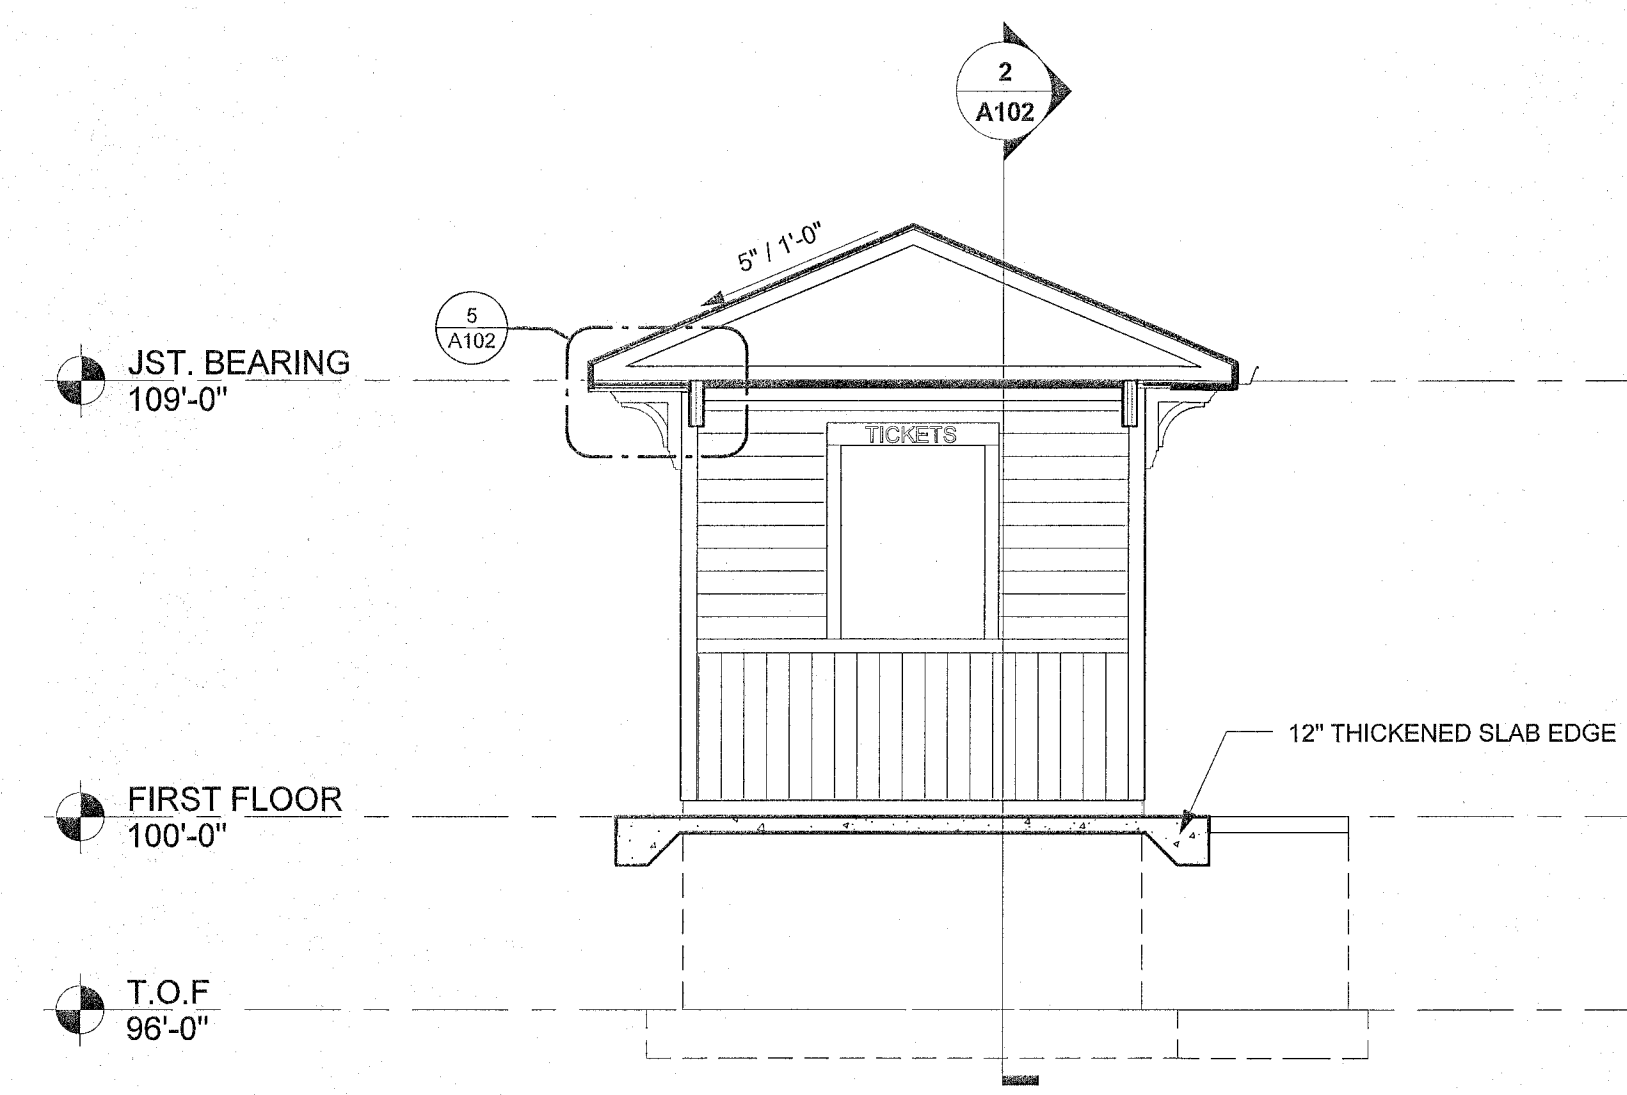 2
A102
5" / 1'-0"
5
A102
JST. BEARING
109'-0"
TICKETS
12" THICKENED SLAB EDGE
FIRST FLOOR
100'-0"
T.O.F
96'-0"